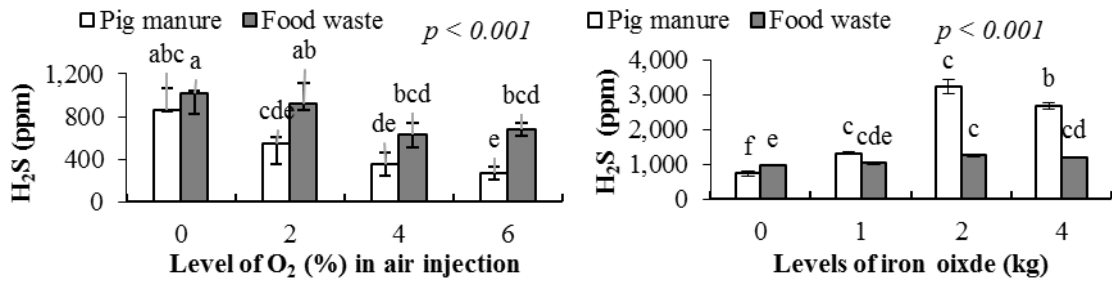 Pig manure Food waste
p < 0.001
abc a ab
cde bcd bcd
de e
1,200
800
400
0
H₂S (ppm)
0 2 4 6
Level of O₂ (%) in air injection
Pig manure Food waste
p < 0.001
c
b
f e c cde c cd
4,000
3,000
2,000
1,000
0
H₂S (ppm)
0 1 2 4
Levels of iron oixde (kg)